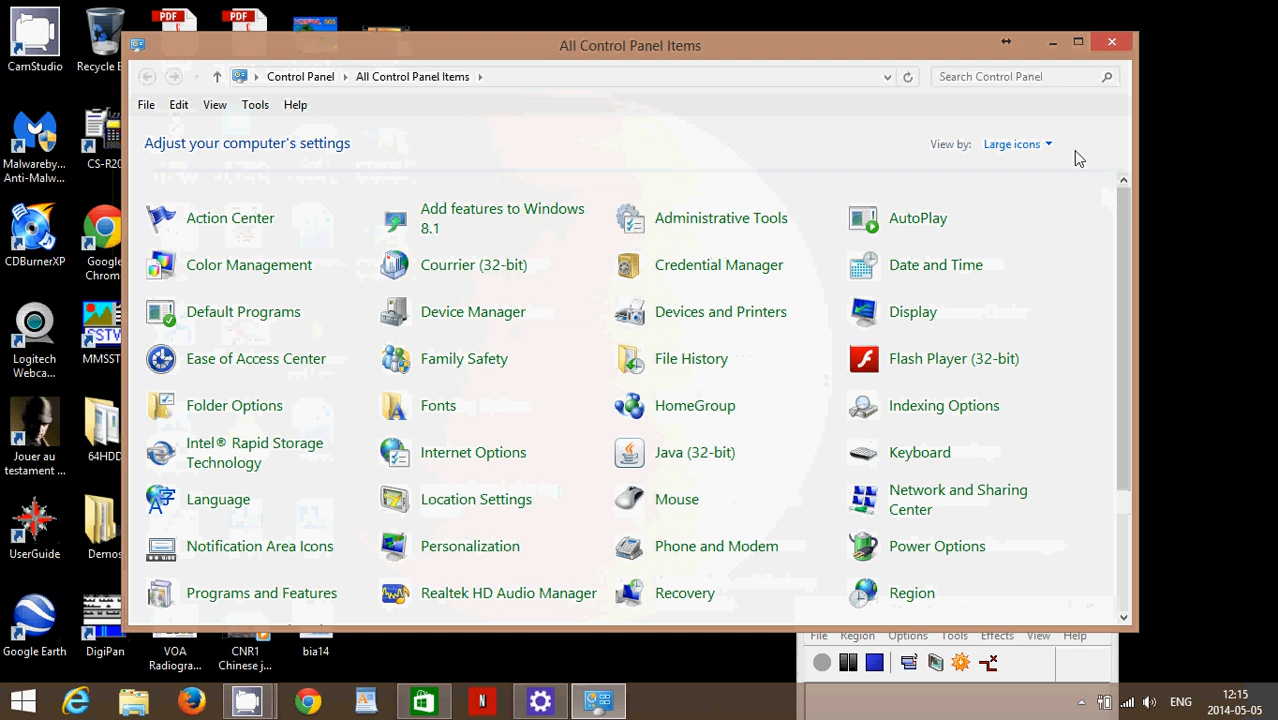 CamStudio
Recycle B
PDF
PDF
Malwareby...
Anti-Malw...
CS-R20
CDBurnerXP
Google
Chrom
Logitech
Webca...
MMSST
SSTV
Jouer au
testament ...
64HDD
UserGuide
Demos
Google Earth
DigiPan
VOA
Radiogra...
CNR1
Chinese j...
bia14
All Control Panel Items
Control Panel
All Control Panel Items
Search Control Panel
File Edit View Tools Help
Adjust your computer's settings
View by: Large icons
Action Center
Add features to Windows
8.1
Administrative Tools
AutoPlay
Color Management
Courrier (32-bit)
Credential Manager
Date and Time
Default Programs
Device Manager
Devices and Printers
Display
Ease of Access Center
Family Safety
File History
Flash Player (32-bit)
Folder Options
Fonts
HomeGroup
Indexing Options
Intel® Rapid Storage
Technology
Internet Options
Java (32-bit)
Keyboard
Language
Location Settings
Mouse
Network and Sharing
Center
Notification Area Icons
Personalization
Phone and Modem
Power Options
Programs and Features
Realtek HD Audio Manager
Recovery
Region
File Region Options Tools Effects View Help
N
ENG
12:15
2014-05-05